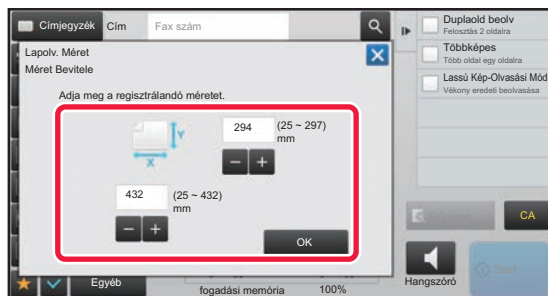 Címjegyzék
Cím
Fax szám
Lapolv. Méret
Méret Bevitele
Adja meg a regisztrálandó méretet.
Y
X
294
(25 ~ 297)
mm
432
(25 ~ 432)
mm
OK
Duplaold beolv
Felosztás 2 oldaira
Többképes
Több oldal egy oldaira
Lassú Kép-Olvasási Mód
Vékony eredeti beolvasása
CA
Hangszóró
Start
Egyéb
fogadási memória
100%